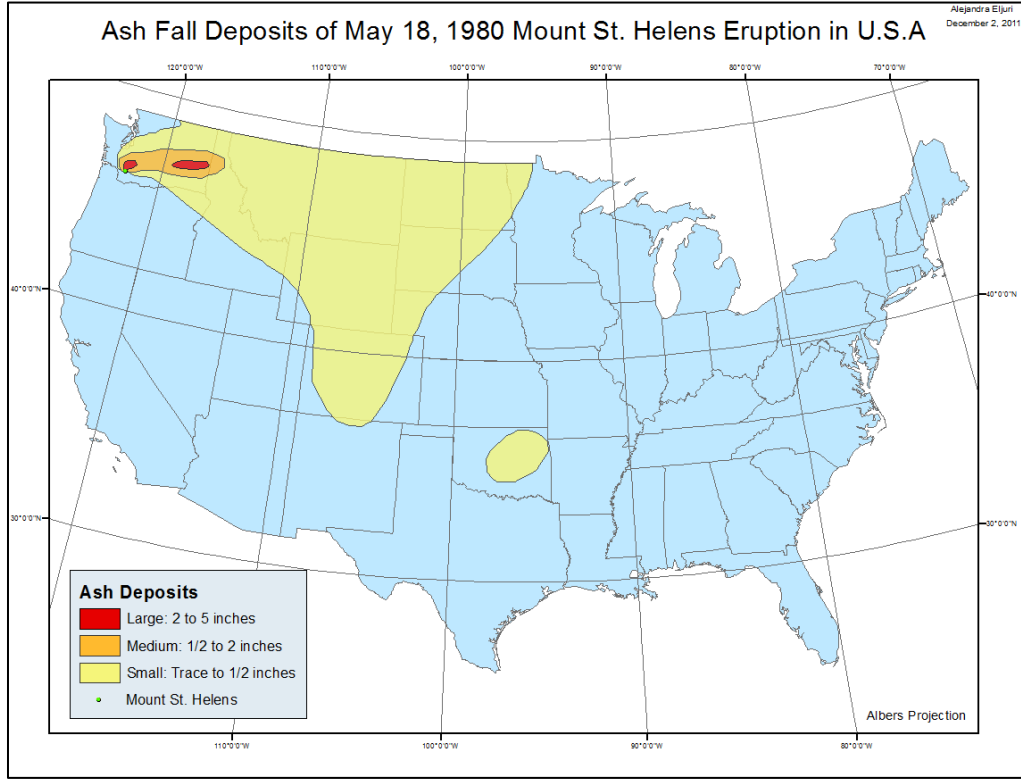 Alejandra Eljuri
December 2, 2011
Ash Fall Deposits of May 18, 1980 Mount St. Helens Eruption in U.S.A
120°0'0"W 110°0'0"W 100°0'0"W 90°0'0"W 80°0'0"W 70°0'0"W
40°0'0"N 40°0'0"N
30°0'0"N 30°0'0"N
Ash Deposits
Large: 2 to 5 inches
Medium: 1/2 to 2 inches
Small: Trace to 1/2 inches
Mount St. Helens
Albers Projection
110°0'0"W 100°0'0"W 90°0'0"W 80°0'0"W